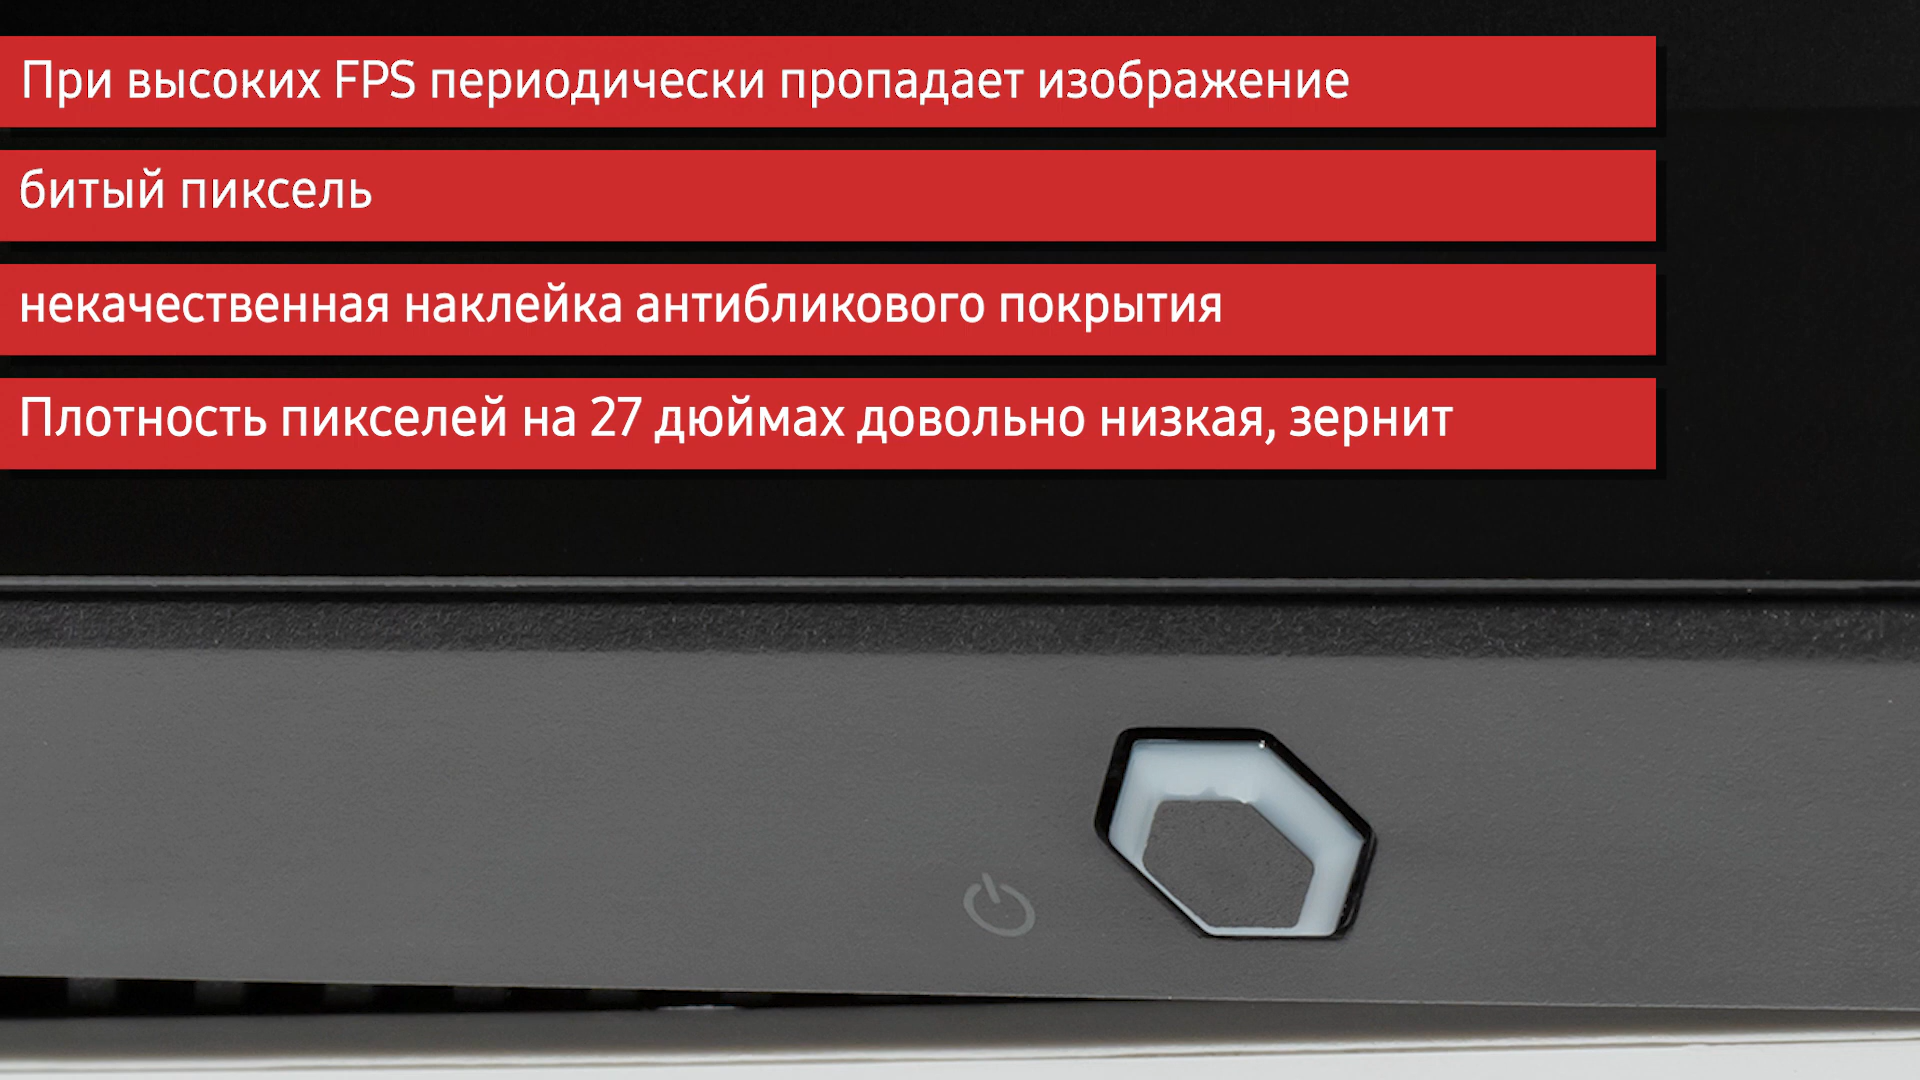 При высоких FPS периодически пропадает изображение
битый пиксель
некачественная наклейка антибликового покрытия
Плотность пикселей на 27 дюймах довольно низкая, зернит